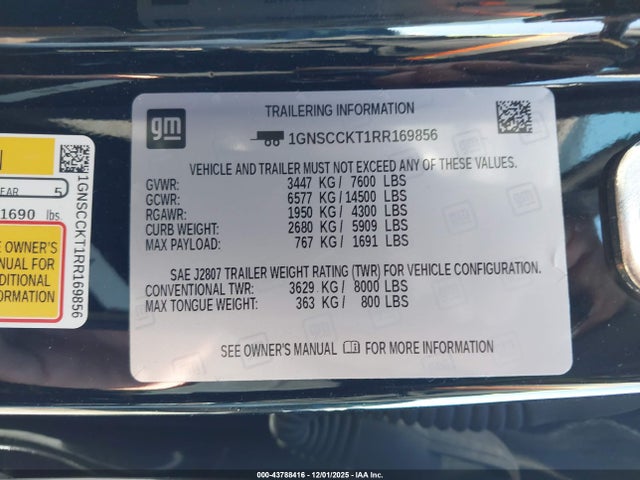 gm
TRAILERING INFORMATION
1GNSCCKT1RR169856
VEHICLE AND TRAILER MUST NOT EXCEED ANY OF THESE VALUES.
GVWR: 3447 KG / 7600 LBS
GCWR: 6577 KG / 14500 LBS
RGAWR: 1950 KG / 4300 LBS
CURB WEIGHT: 2680 KG / 5909 LBS
MAX PAYLOAD: 767 KG / 1691 LBS
SAE J2807 TRAILER WEIGHT RATING (TWR) FOR VEHICLE CONFIGURATION.
CONVENTIONAL TWR: 3629 KG / 8000 LBS
MAX TONGUE WEIGHT: 363 KG / 800 LBS
SEE OWNER'S MANUAL FOR MORE INFORMATION
N
EAR 5
1690 lbs.
E OWNER'S
NUAL FOR
DITIONAL
ORMATION
1GNSCCKT1RR169856
000-43788416 - 12/01/2025 - IAA Inc.